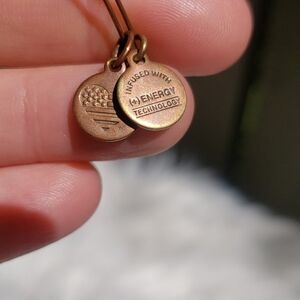 INFUSED WITH
(+) ENERGY
TECHNOLOGY